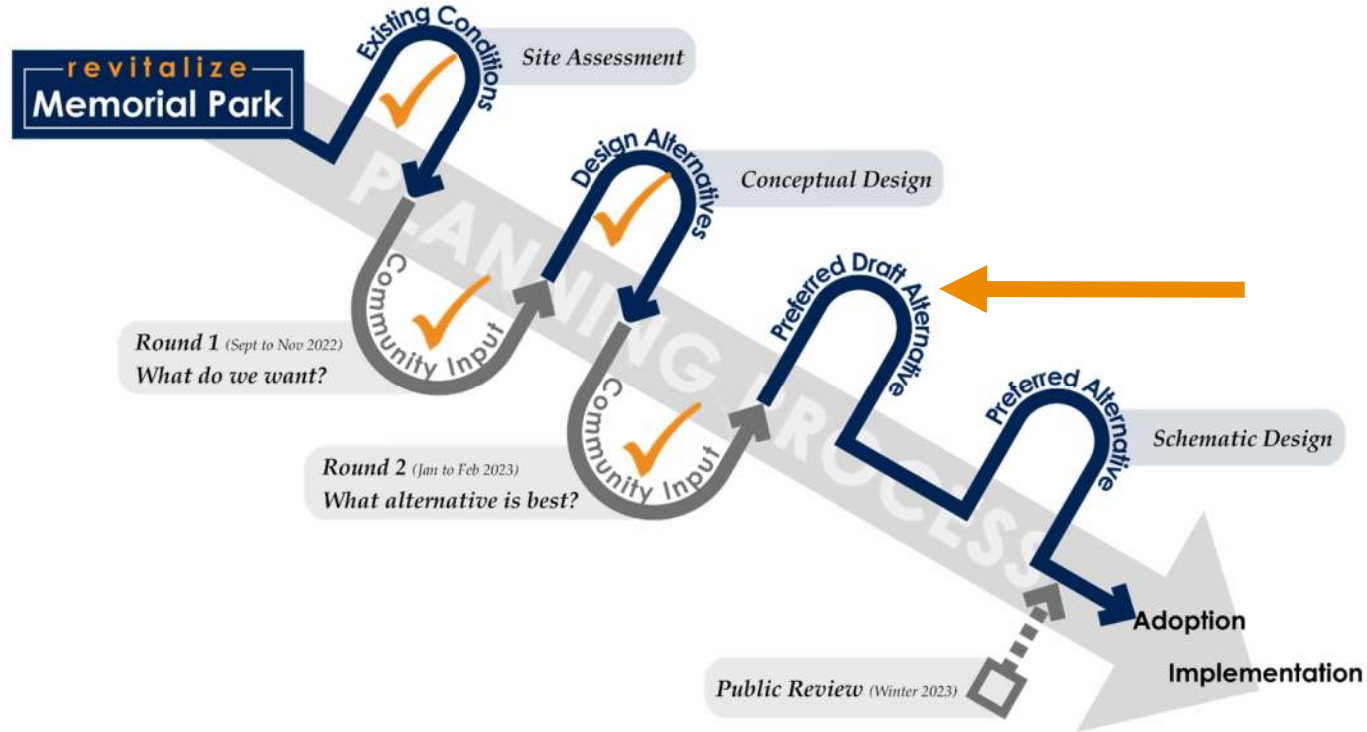 revitalize
Memorial Park
Existing Conditions
Site Assessment
PLANNING PROCESS
Community Input
Round 1 (Sept to Nov 2022)
What do we want?
Design Alternatives
Conceptual Design
Community Input
Round 2 (Jan to Feb 2023)
What alternative is best?
Preferred Draft Alternative
Preferred Alternative
Schematic Design
Public Review (Winter 2023)
Adoption
Implementation